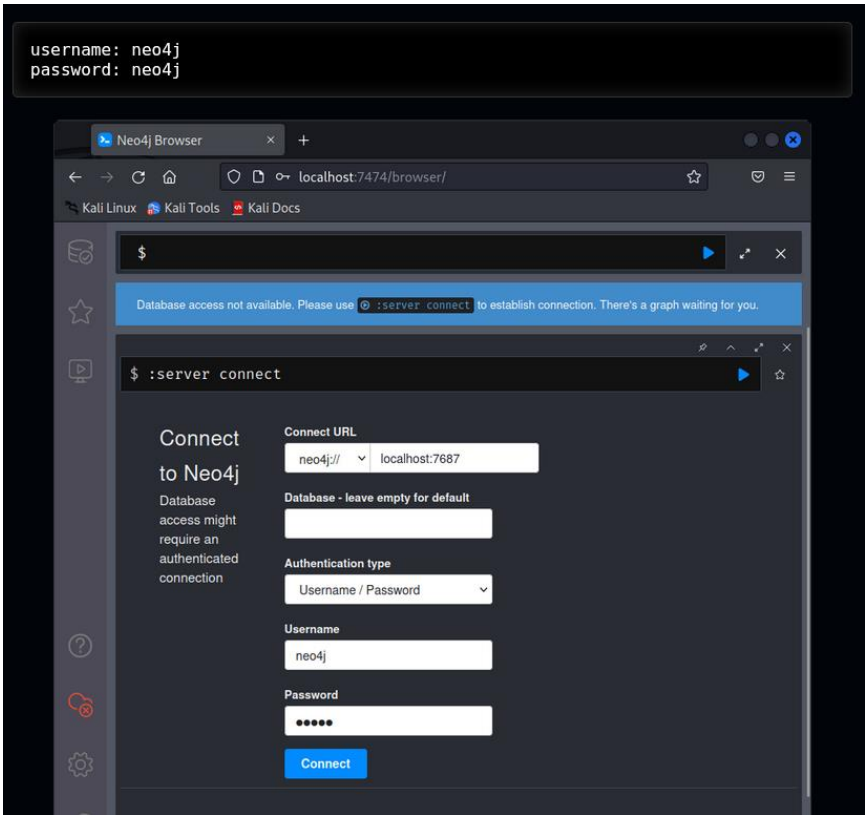 username: neo4j
password: neo4j
Neo4j Browser
localhost:7474/browser/
Kali Linux Kali Tools Kali Docs
$
Database access not available. Please use :server connect to establish connection. There's a graph waiting for you.
$ :server connect
Connect
to Neo4j
Database
access might
require an
authenticated
connection
Connect URL
neo4j:// localhost:7687
Database - leave empty for default
Authentication type
Username / Password
Username
neo4j
Password
•••••
Connect